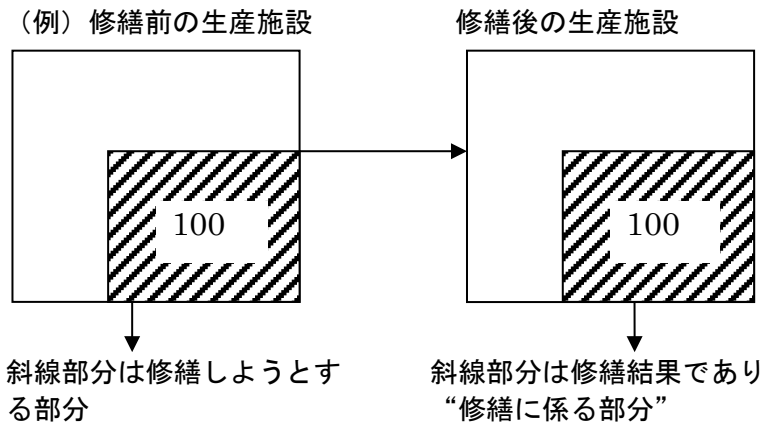 （例）修繕前の生産施設
修繕後の生産施設
100
100
斜線部分は修繕しようとす
る部分
斜線部分は修繕結果であり
“修繕に係る部分”